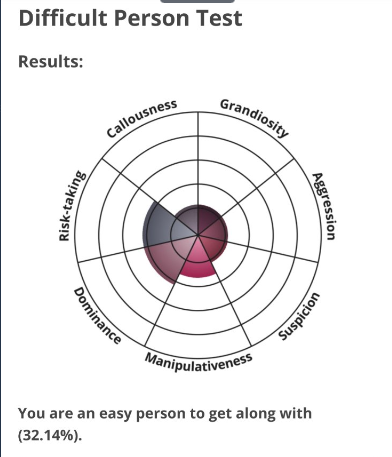 Difficult Person Test
Results:
Callousness
Grandiosity
Risk-taking
Aggression
Dominance
Suspicion
Manipulativeness
You are an easy person to get along with
(32.14%).